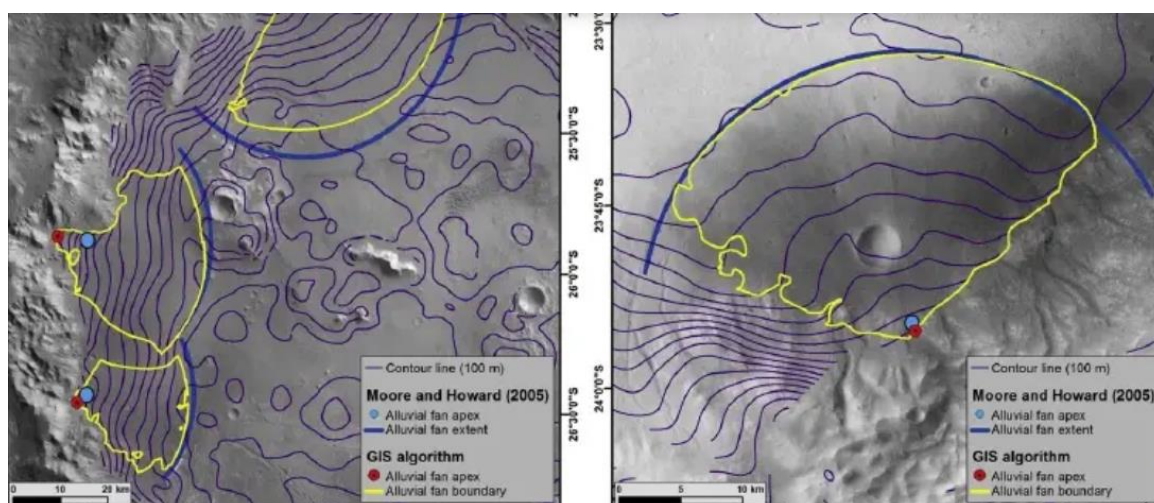 25°30'0"S
26°0'0"S
26°30'0"S
Contour line (100 m)
Moore and Howard (2005)
Alluvial fan apex
Alluvial fan extent
GIS algorithm
Alluvial fan apex
Alluvial fan boundary
0 10 20 km
23°30'
23°45'0"S
24°0'0"S
Contour line (100 m)
Moore and Howard (2005)
Alluvial fan apex
Alluvial fan extent
GIS algorithm
Alluvial fan apex
Alluvial fan boundary
0 5 10 km